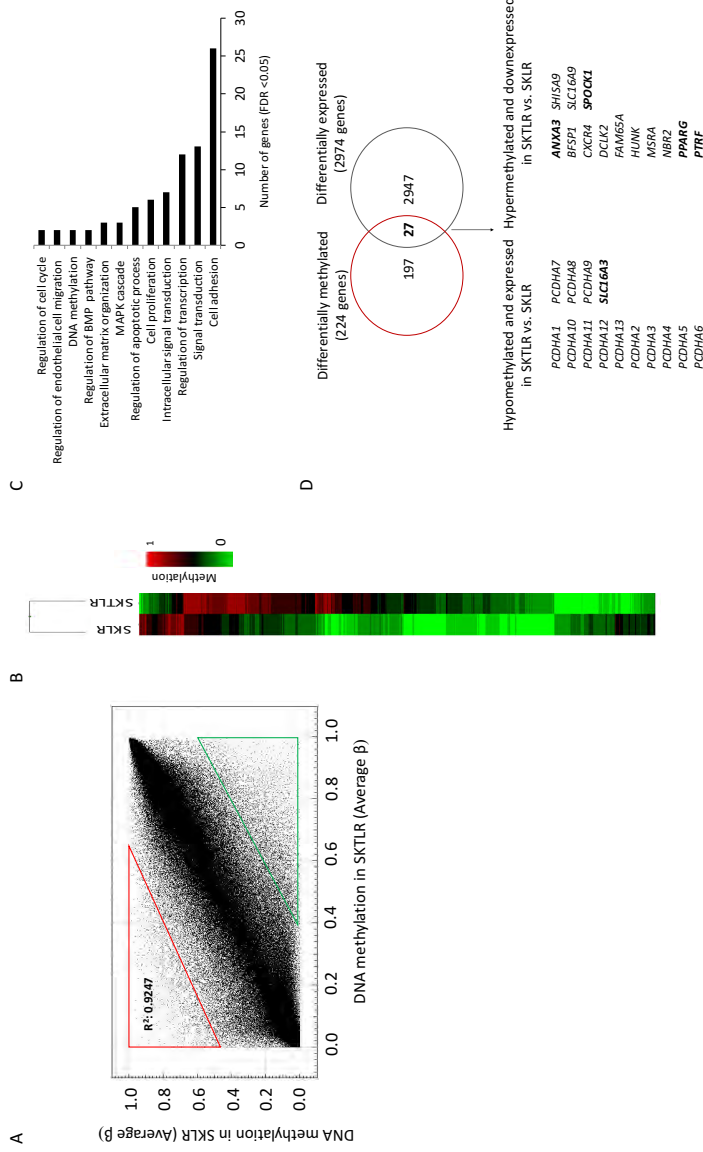 A
DNA methylation in SKLR (Average β)
1.0
0.8
0.6
0.4
0.2
0.0
R²: 0.9247
0.0
0.2
0.4
0.6
0.8
1.0
DNA methylation in SKTLR (Average β)
B
SKLR
SKTLR
Methylation
1
0
C
Regulation of cell cycle
Regulation of endothelialcell migration
DNA methylation
Regulation of BMP pathway
Extracellular matrix organization
MAPK cascade
Regulation of apoptotic process
Cell proliferation
Intracellular signal transduction
Regulation of transcription
Signal transduction
Cell adhesion
0
5
10
15
20
25
30
Number of genes (FDR <0.05)
D
Differentially methylated
(224 genes)
Differentially expressed
(2974 genes)
197
27
2947
Hypomethylated and expressed
in SKTLR vs. SKLR
PCDHA1 PCDHA7
PCDHA10 PCDHA8
PCDHA11 PCDHA9
PCDHA12 SLC16A3
PCDHA13
PCDHA2
PCDHA3
PCDHA4
PCDHA5
PCDHA6
Hypermethylated and downexpressed
in SKTLR vs. SKLR
ANXA3 SHISA9
BFSP1 SLC16A9
CXCR4 SPOCK1
DCLK2
FAM65A
HUNK
MSRA
NBR2
PPARG
PTRF